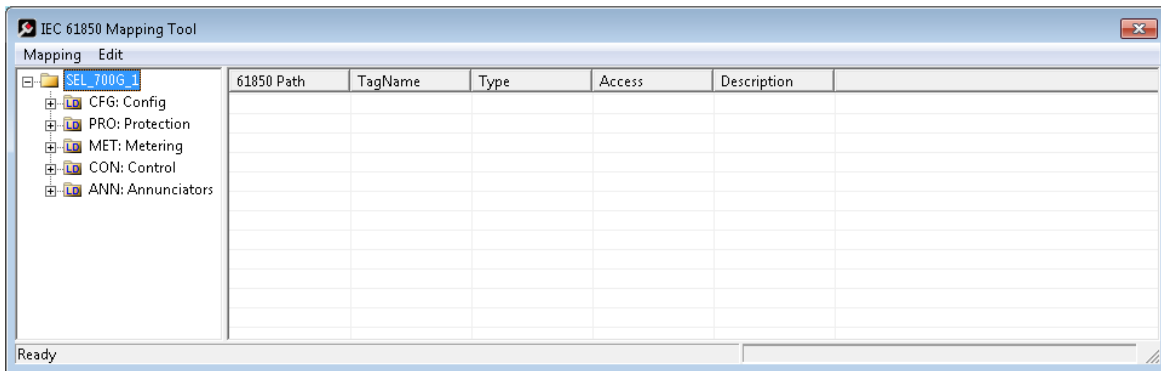 IEC 61850 Mapping Tool
Mapping Edit
SEL_700G_1
61850 Path TagName Type Access Description
LD CFG: Config
LD PRO: Protection
LD MET: Metering
LD CON: Control
LD ANN: Annunciators
Ready